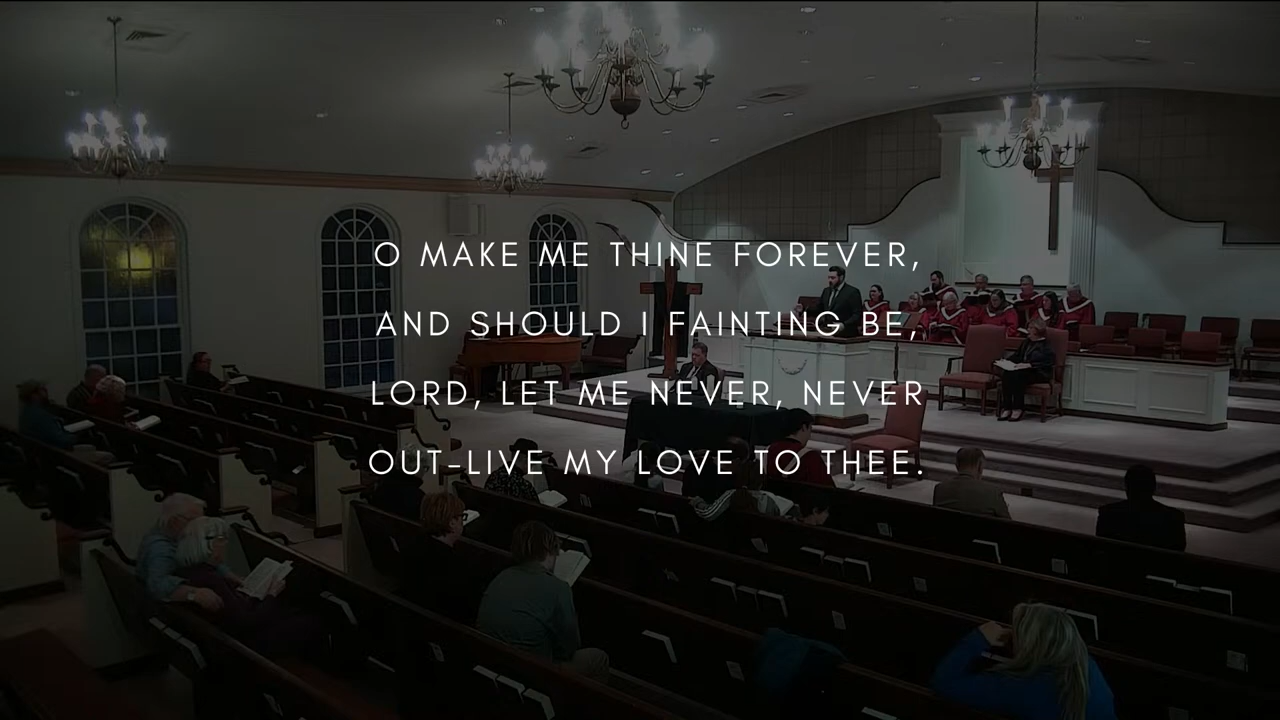 O MAKE ME THINE FOREVER,
AND SHOULD I FAINTING BE,
LORD, LET ME NEVER, NEVER
OUT-LIVE MY LOVE TO THEE.